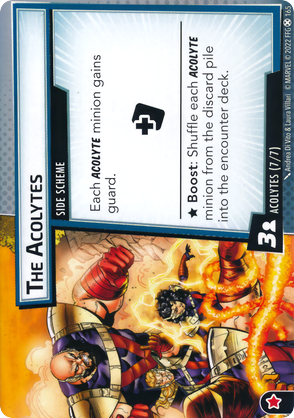 THE ACOLYTES
SIDE SCHEME
Each ACOLYTE minion gains
guard.
★ Boost: Shuffle each ACOLYTE
minion from the discard pile
into the encounter deck.
3
ACOLYTES (7/7)
Andrea Di Vito & Laura Villari © MARVEL © 2022 FFG 165